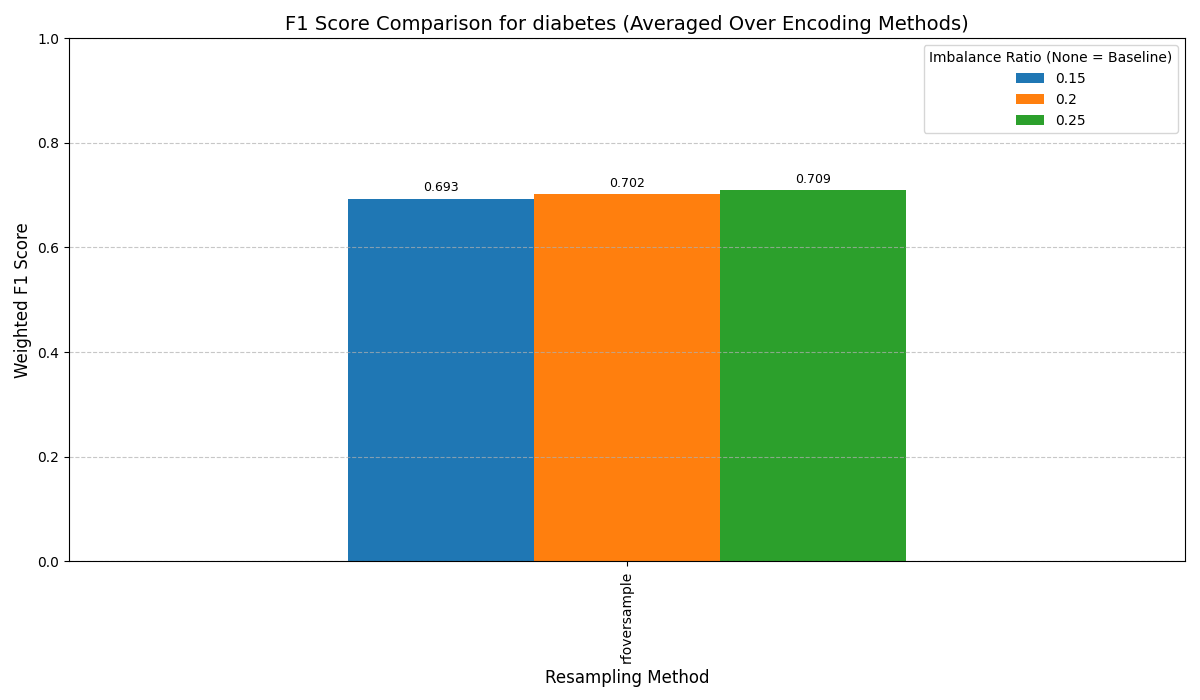 F1 Score Comparison for diabetes (Averaged Over Encoding Methods)
Imbalance Ratio (None = Baseline)
0.15
0.2
0.25
Weighted F1 Score
1.0
0.8
0.6
0.4
0.2
0.0
0.693
0.702
0.709
rfoversample
Resampling Method